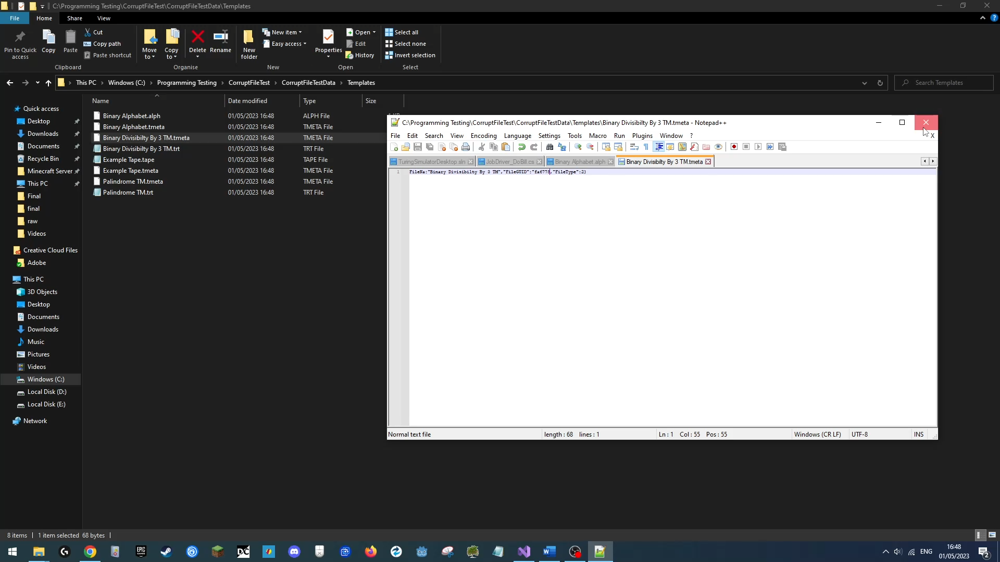 C:\Programming Testing\CorruptFileTest\CorruptFileTestData\Templates
File Home Share View
Pin to Quick access
Copy
Paste
Cut
Copy path
Paste shortcut
Clipboard
Move to
Copy to
Delete
Rename
Organise
New folder
New item
Easy access
New
Properties
Open
Edit
History
Open
Select all
Select none
Invert selection
Select
This PC > Windows (C:) > Programming Testing > CorruptFileTest > CorruptFileTestData > Templates
Search Templates
Name Date modified Type Size
Binary Alphabet.alph 01/05/2023 16:48 ALPH File
Binary Alphabet.tmeta 01/05/2023 16:48 TMETA File
Binary Divisibilty By 3 TM.tmeta 01/05/2023 16:48 TMETA File
Binary Divisibilty By 3 TM.trt 01/05/2023 16:48 TRT File
Example Tape.tape 01/05/2023 16:48 TAPE File
Example Tape.tmeta 01/05/2023 16:48 TMETA File
Palindrome TM.tmeta 01/05/2023 16:48 TMETA File
Palindrome TM.trt 01/05/2023 16:48 TRT File
Quick access
Desktop
Downloads
Documents
Recycle Bin
Minecraft Server
This PC
Final
final
raw
Videos
Creative Cloud Files
Adobe
This PC
3D Objects
Desktop
Documents
Downloads
Music
Pictures
Videos
Windows (C:)
Local Disk (D:)
Local Disk (E:)
Network
C:\Programming Testing\CorruptFileTest\CorruptFileTestData\Templates\Binary Divisibilty By 3 TM.tmeta - Notepad++
File Edit Search View Encoding Language Settings Tools Macro Run Plugins Window ? X
TuringSimulatorDesktop.sln JobDriver_DoBill.cs Binary Alphabet.alph Binary Divisibilty By 3 TM.tmeta
1 FileNa:"Binary Divisibilty By 3 TM","FileGUID":"fa6778,"FileType":2}
Normal text file length : 68 lines : 1 Ln : 1 Col : 55 Pos : 55 Windows (CR LF) UTF-8 INS
8 items 1 item selected 68 bytes
EPIC GAMES
DC
ENG
16:48
01/05/2023
2